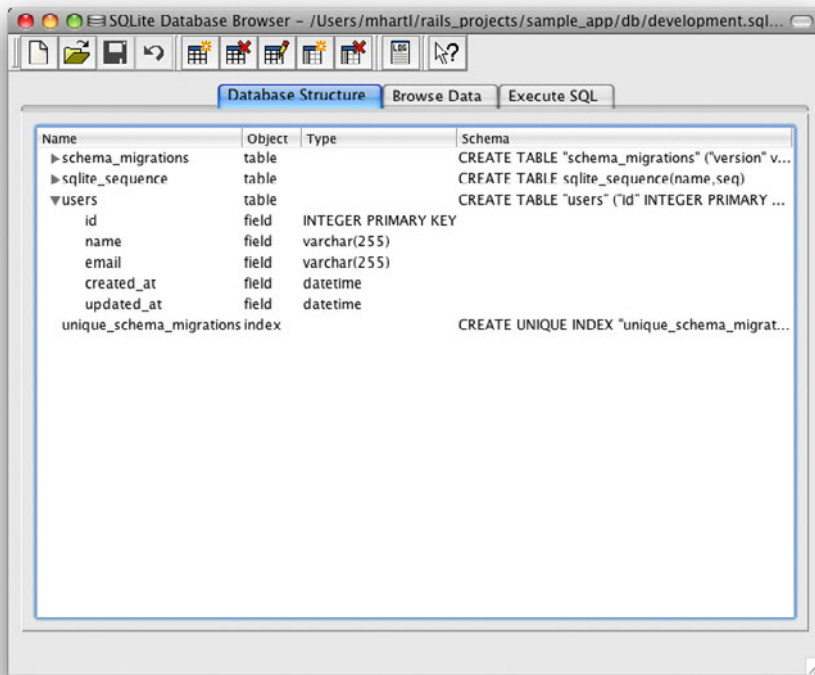 SQLite Database Browser – /Users/mhartl/rails_projects/sample_app/db/development.sql...
LOG
?
Database Structure Browse Data Execute SQL
Name Object Type Schema
schema_migrations table CREATE TABLE "schema_migrations" ("version" v...
sqlite_sequence table CREATE TABLE sqlite_sequence(name,seq)
users table CREATE TABLE "users" ("id" INTEGER PRIMARY ...
id field INTEGER PRIMARY KEY
name field varchar(255)
email field varchar(255)
created_at field datetime
updated_at field datetime
unique_schema_migrations index CREATE UNIQUE INDEX "unique_schema_migrat...